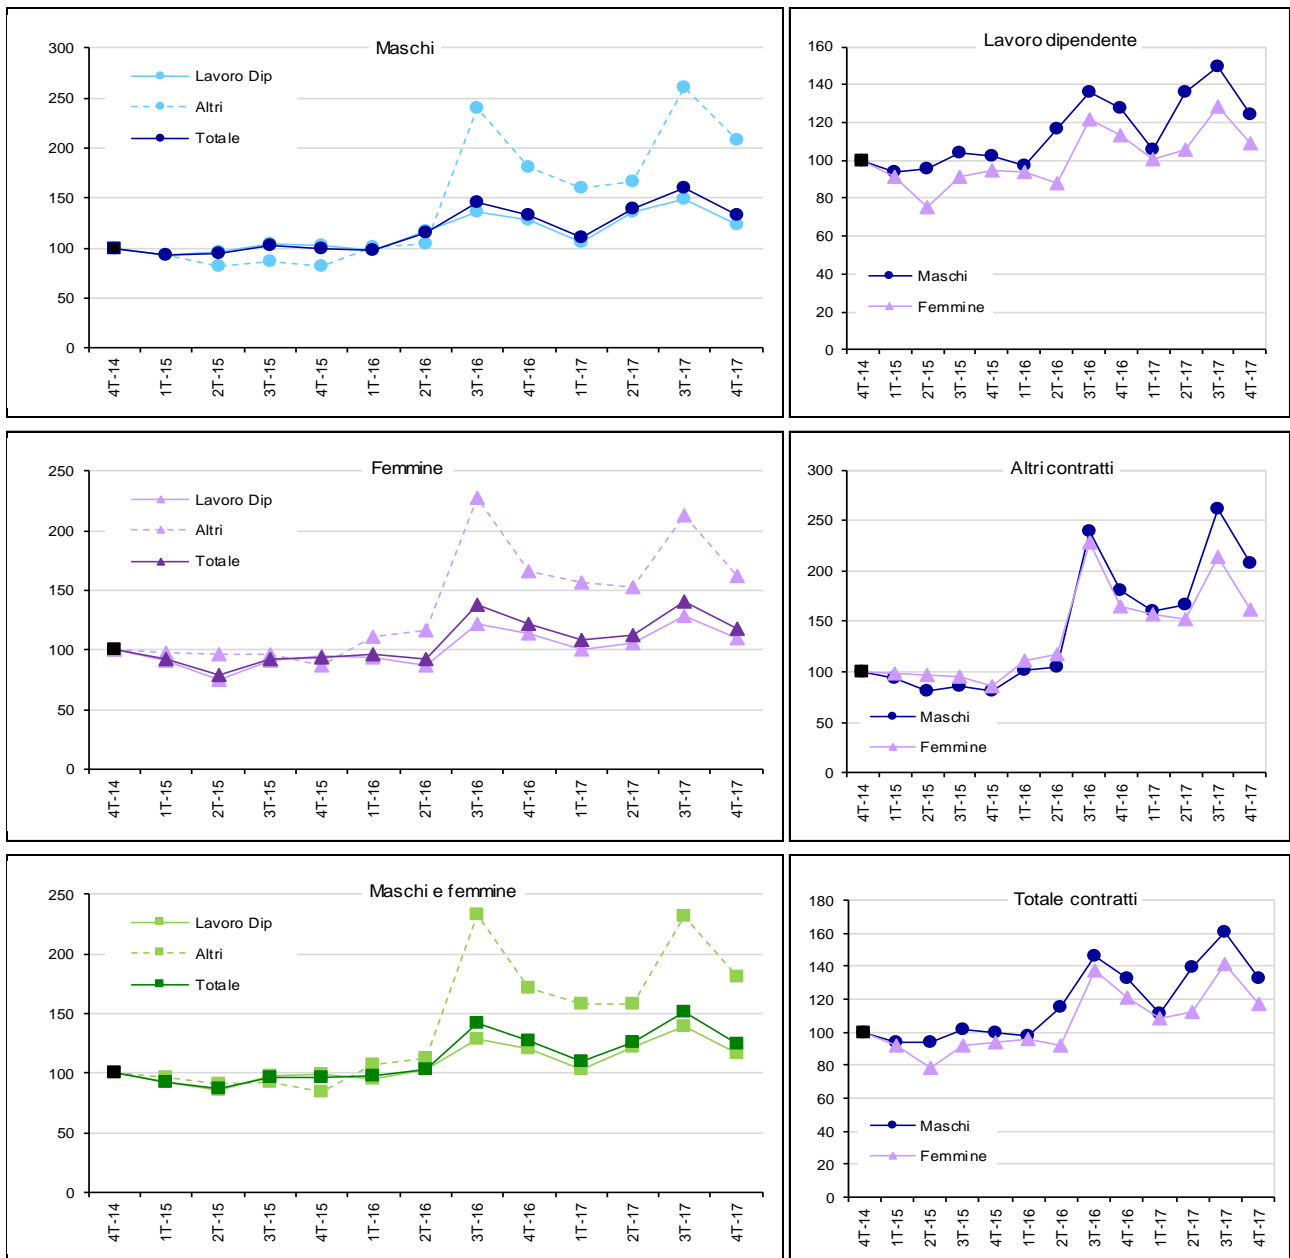 Maschi
300
250
200
150
100
50
0
Lavoro Dip
Altri
Totale
4T-14 1T-15 2T-15 3T-15 4T-15 1T-16 2T-16 3T-16 4T-16 1T-17 2T-17 3T-17 4T-17
Lavoro dipendente
160
140
120
100
80
60
40
20
0
Maschi
Femmine
4T-14 1T-15 2T-15 3T-15 4T-15 1T-16 2T-16 3T-16 4T-16 1T-17 2T-17 3T-17 4T-17
Femmine
250
200
150
100
50
0
Lavoro Dip
Altri
Totale
4T-14 1T-15 2T-15 3T-15 4T-15 1T-16 2T-16 3T-16 4T-16 1T-17 2T-17 3T-17 4T-17
Altri contratti
300
250
200
150
100
50
0
Maschi
Femmine
4T-14 1T-15 2T-15 3T-15 4T-15 1T-16 2T-16 3T-16 4T-16 1T-17 2T-17 3T-17 4T-17
Maschi e femmine
250
200
150
100
50
0
Lavoro Dip
Altri
Totale
4T-14 1T-15 2T-15 3T-15 4T-15 1T-16 2T-16 3T-16 4T-16 1T-17 2T-17 3T-17 4T-17
Totale contratti
180
160
140
120
100
80
60
40
20
0
Maschi
Femmine
4T-14 1T-15 2T-15 3T-15 4T-15 1T-16 2T-16 3T-16 4T-16 1T-17 2T-17 3T-17 4T-17